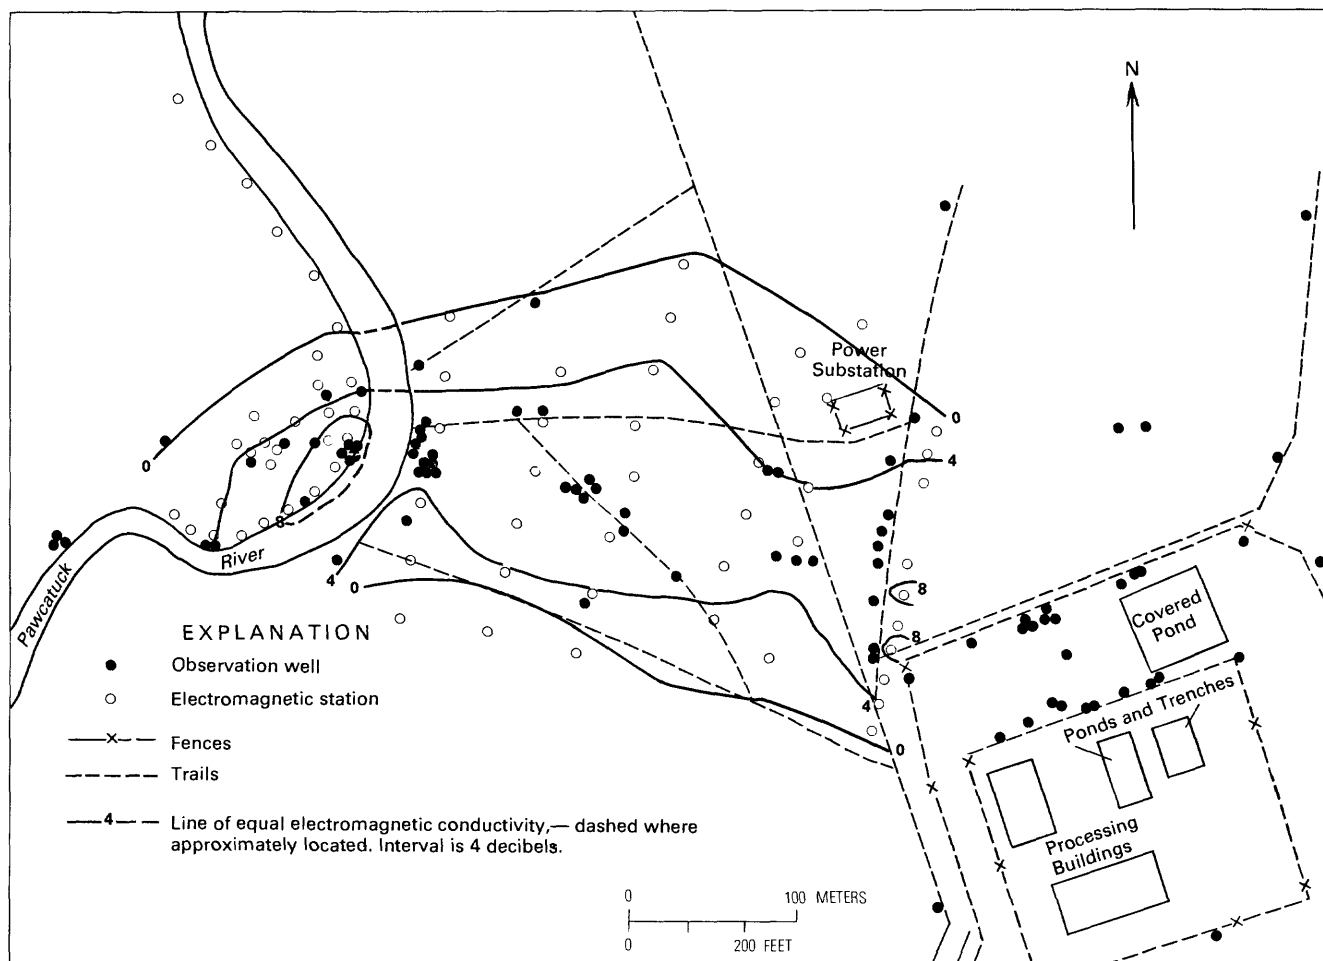 N
Power
Substation
0
4
0
8
8
8
4
0
4
0
River
Pawcatuck
Covered
Pond
Ponds and Trenches
Processing
Buildings
EXPLANATION
Observation well
Electromagnetic station
Fences
Trails
4
Line of equal electromagnetic conductivity,— dashed where
approximately located. Interval is 4 decibels.
0 100 METERS
0 200 FEET